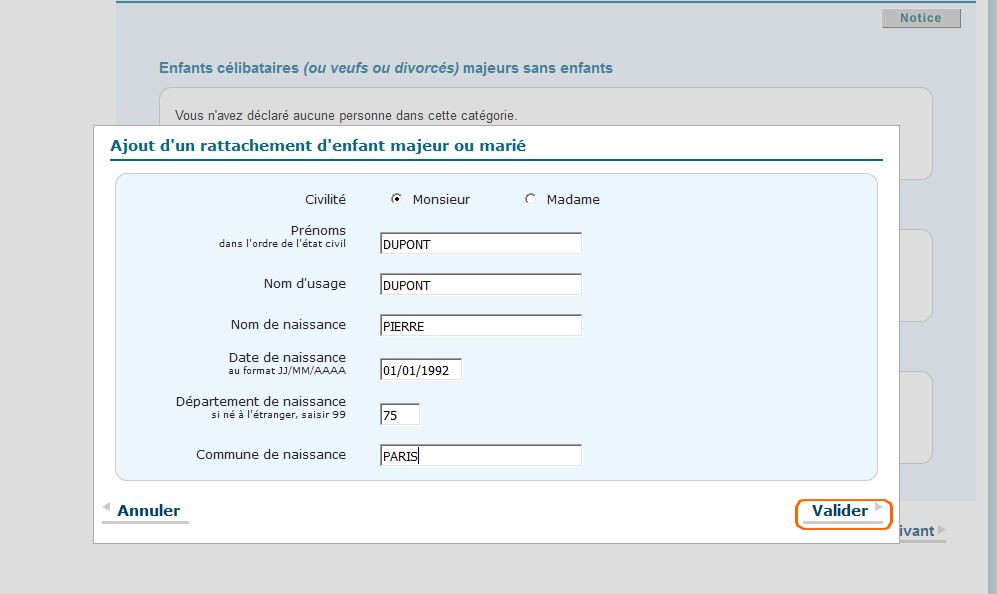 Notice
Enfants célibataires (ou veufs ou divorcés) majeurs sans enfants
Vous n'avez déclaré aucune personne dans cette catégorie.
Ajout d'un rattachement d'enfant majeur ou marié
Civilité Monsieur Madame
Prénoms
dans l'ordre de l'état civil
DUPONT
Nom d'usage DUPONT
Nom de naissance PIERRE
Date de naissance
au format JJ/MM/AAAA
01/01/1992
Département de naissance
si né à l'étranger, saisir 99
75
Commune de naissance PARIS
Annuler Valider
ivant